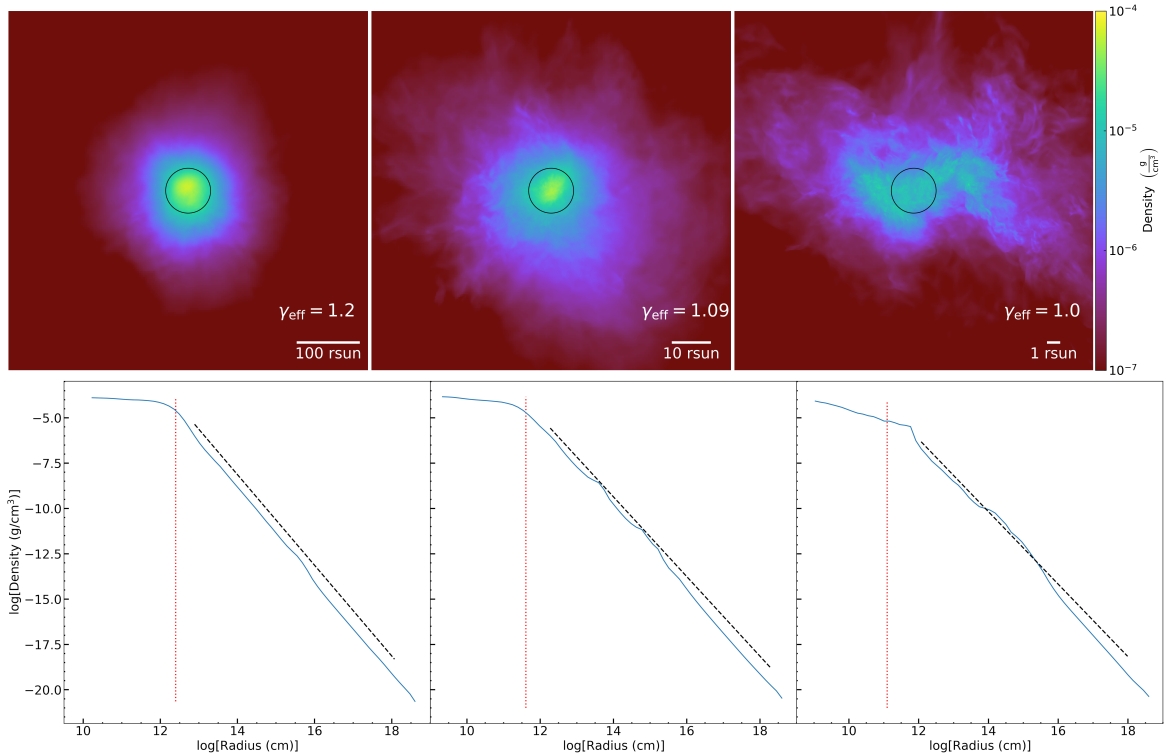 γeff = 1.2
100 rsun
γeff = 1.09
10 rsun
γeff = 1.0
1 rsun
10⁻⁴
10⁻⁵
10⁻⁶
10⁻⁷
Density (g/cm³)
−5.0
−7.5
−10.0
−12.5
−15.0
−17.5
−20.0
log[Density (g/cm³)]
10 12 14 16 18
log[Radius (cm)]
10 12 14 16 18
log[Radius (cm)]
10 12 14 16 18
log[Radius (cm)]